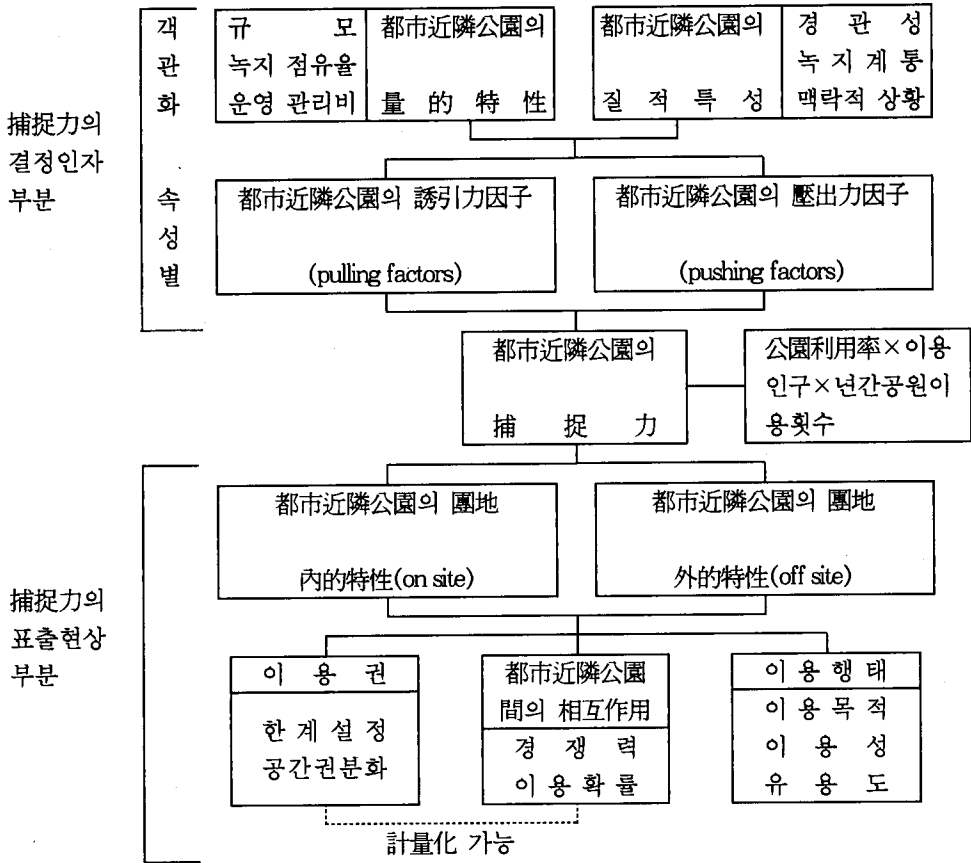 객관화 속성별
捕捉力의
결정인자
부분
규 모
녹지 점유율
운영 관리비
都市近隣公園의
量的特性
都市近隣公園의
질적특성
경 관 성
녹지계통
맥락적 상황
都市近隣公園의 誘引力因子
(pulling factors)
都市近隣公園의 壓出力因子
(pushing factors)
都市近隣公園의
捕 捉 力
公園利用率×이용
인구×년간공원이
용횟수
捕捉力의
표출현상
부분
都市近隣公園의 團地
內的特性(on site)
都市近隣公園의 團地
外的特性(off site)
이 용 권
한계설정
공간권분화
都市近隣公園
間의 相互作用
경 쟁 력
이용확률
이용행태
이용목적
이 용 성
유 용 도
計量化 가능